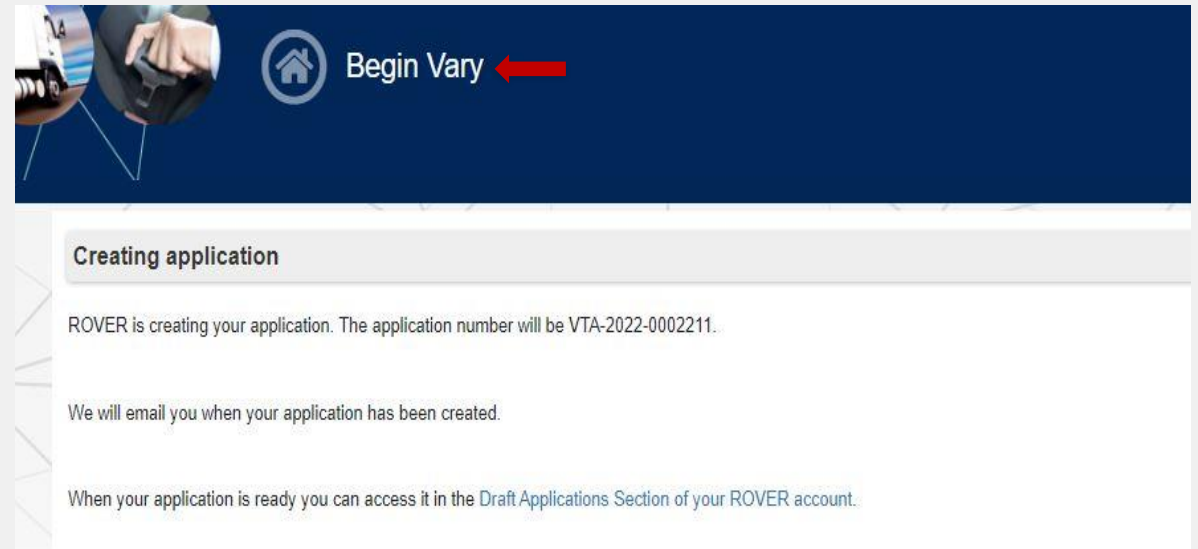 Begin Vary
Creating application
ROVER is creating your application. The application number will be VTA-2022-0002211.
We will email you when your application has been created.
When your application is ready you can access it in the Draft Applications Section of your ROVER account.